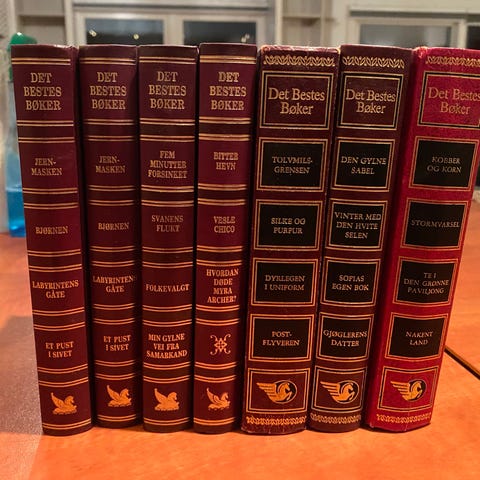 DET
BESTES
BØKER
JERN-
MASKEN
BJØRNEN
LABYRINTENS
GÅTE
ET PUST
I SIVET
DET
BESTES
BØKER
JERN-
MASKEN
BJØRNEN
LABYRINTENS
GÅTE
ET PUST
I SIVET
DET
BESTES
BØKER
FEM
MINUTTER
FORSINKET
SVANENS
FLUKT
FOLKEVALGT
MIN GYLNE
VEI FRA
SAMARKAND
DET
BESTES
BØKER
BITTER
HEVN
VESLE
CHICO
HVORDAN
DØDE
MYRA
ARCHER?
Det Bestes
Bøker
TOLVMILS-
GRENSEN
SILKE OG
PURPUR
DYRLEGEN
I UNIFORM
POST-
FLYVEREN
Det Bestes
Bøker
DEN GYLNE
SABEL
VINTER MED
DEN HVITE
SELEN
SOFIAS
EGEN BOK
GJØGLERENS
DATTER
Det Bestes
Bøker
KOBBER
OG KORN
STORMVARSEL
TE I
DEN GRØNNE
PAVILJONG
NAKENT
LAND